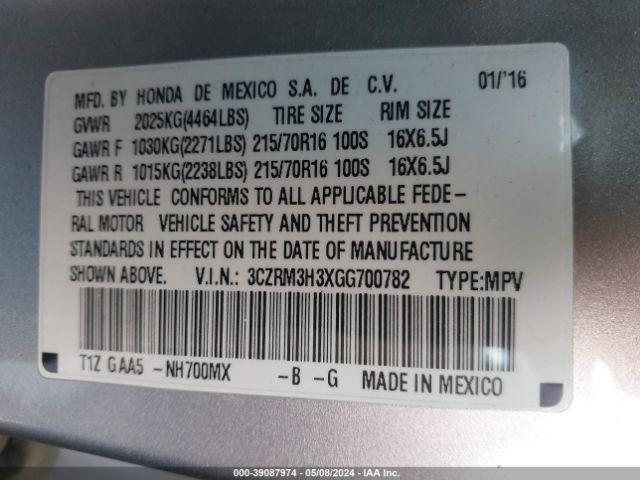 MFD. BY HONDA DE MEXICO S.A. DE C.V. 01/'16
GVWR 2025KG(4464LBS) TIRE SIZE RIM SIZE
GAWR F 1030KG(2271LBS) 215/70R16 100S 16X6.5J
GAWR R 1015KG(2238LBS) 215/70R16 100S 16X6.5J
THIS VEHICLE CONFORMS TO ALL APPLICABLE FEDE-
RAL MOTOR VEHICLE SAFETY AND THEFT PREVENTION
STANDARDS IN EFFECT ON THE DATE OF MANUFACTURE
SHOWN ABOVE. V.I.N.: 3CZRM3H3XGG700782 TYPE:MPV
T1Z G AA5 -NH700MX -B -G MADE IN MEXICO
000-39087974 | 05/08/2024 | IAA Inc.